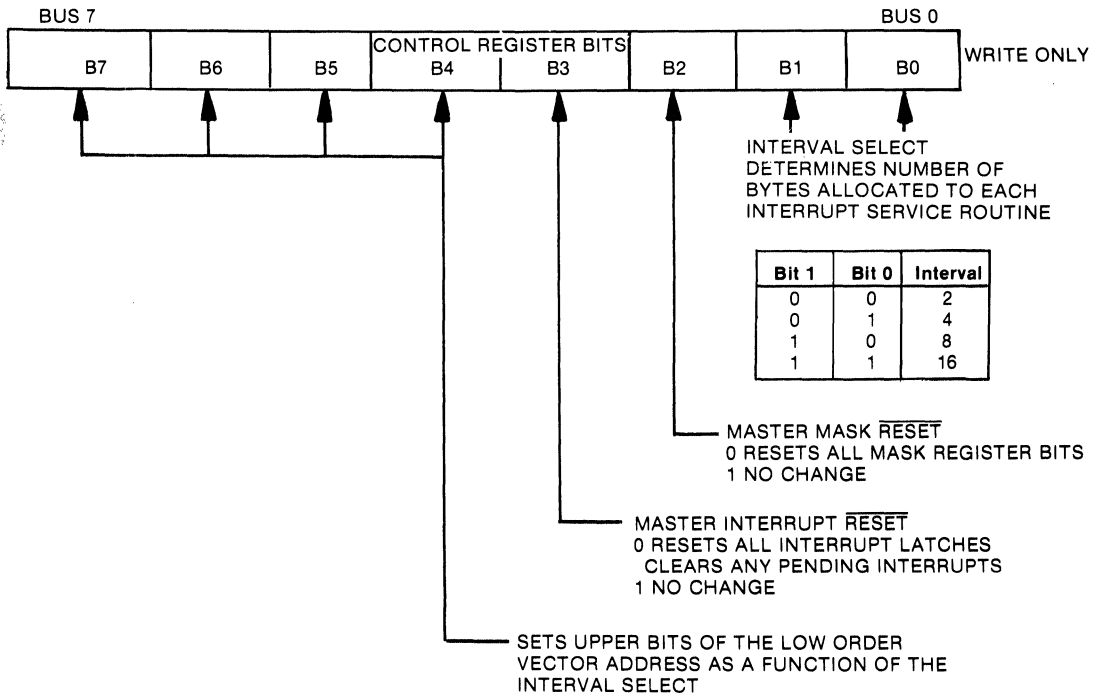 BUS 7 BUS 0
CONTROL REGISTER BITS
B7 B6 B5 B4 B3 B2 B1 B0
WRITE ONLY
INTERVAL SELECT
DETERMINES NUMBER OF
BYTES ALLOCATED TO EACH
INTERRUPT SERVICE ROUTINE
Bit 1 Bit 0 Interval
0 0 2
0 1 4
1 0 8
1 1 16
MASTER MASK RESET
0 RESETS ALL MASK REGISTER BITS
1 NO CHANGE
MASTER INTERRUPT RESET
0 RESETS ALL INTERRUPT LATCHES
CLEARS ANY PENDING INTERRUPTS
1 NO CHANGE
SETS UPPER BITS OF THE LOW ORDER
VECTOR ADDRESS AS A FUNCTION OF THE
INTERVAL SELECT